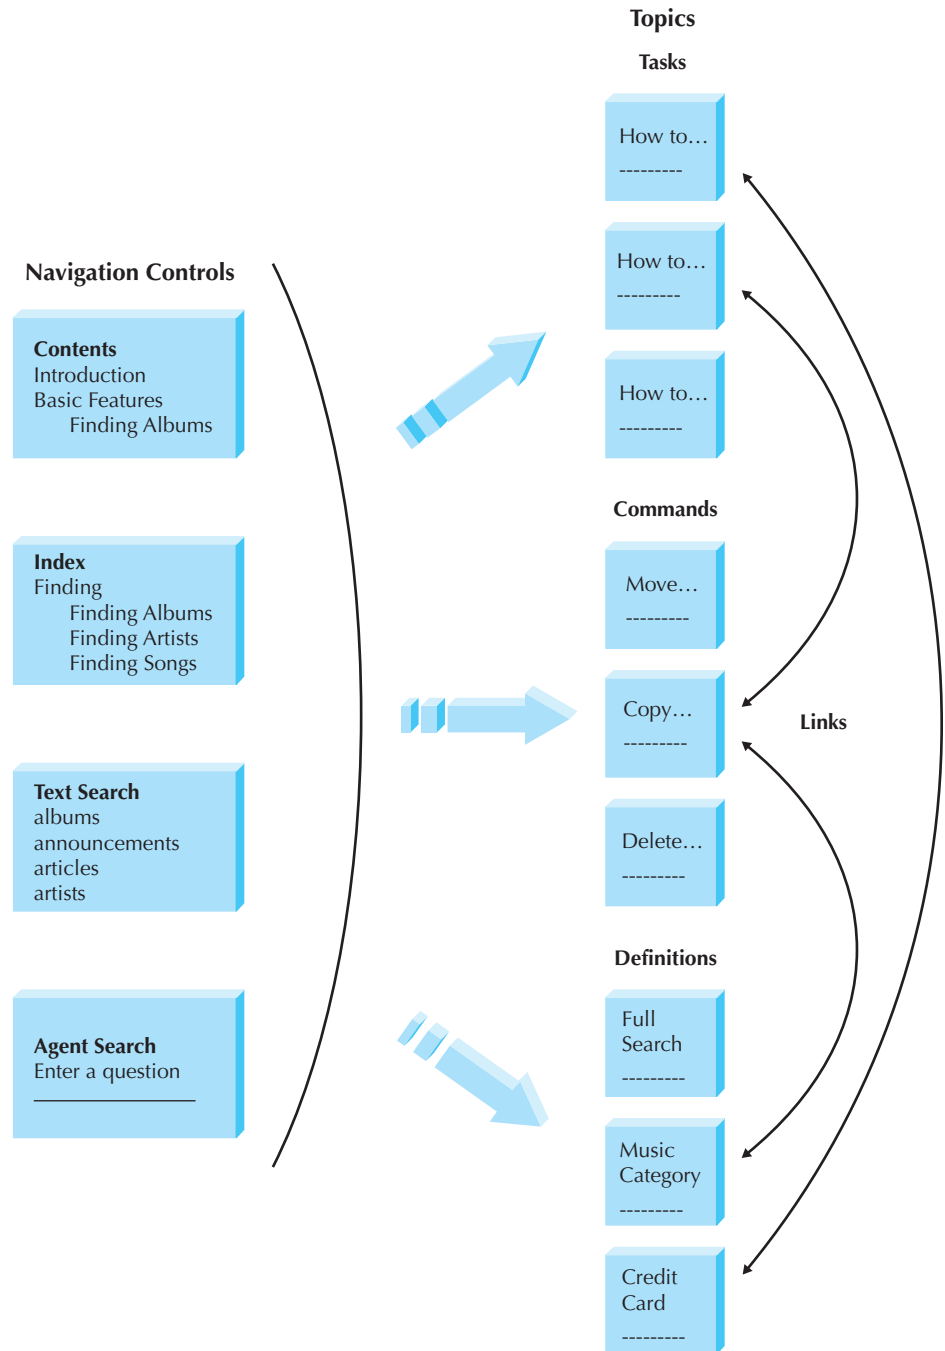 Navigation Controls
Contents
Introduction
Basic Features
Finding Albums
Index
Finding
Finding Albums
Finding Artists
Finding Songs
Text Search
albums
announcements
articles
artists
Agent Search
Enter a question
Topics
Tasks
How to…
---------
How to…
---------
How to…
---------
Commands
Move…
---------
Copy…
---------
Delete…
---------
Definitions
Full
Search
---------
Music
Category
---------
Credit
Card
---------
Links